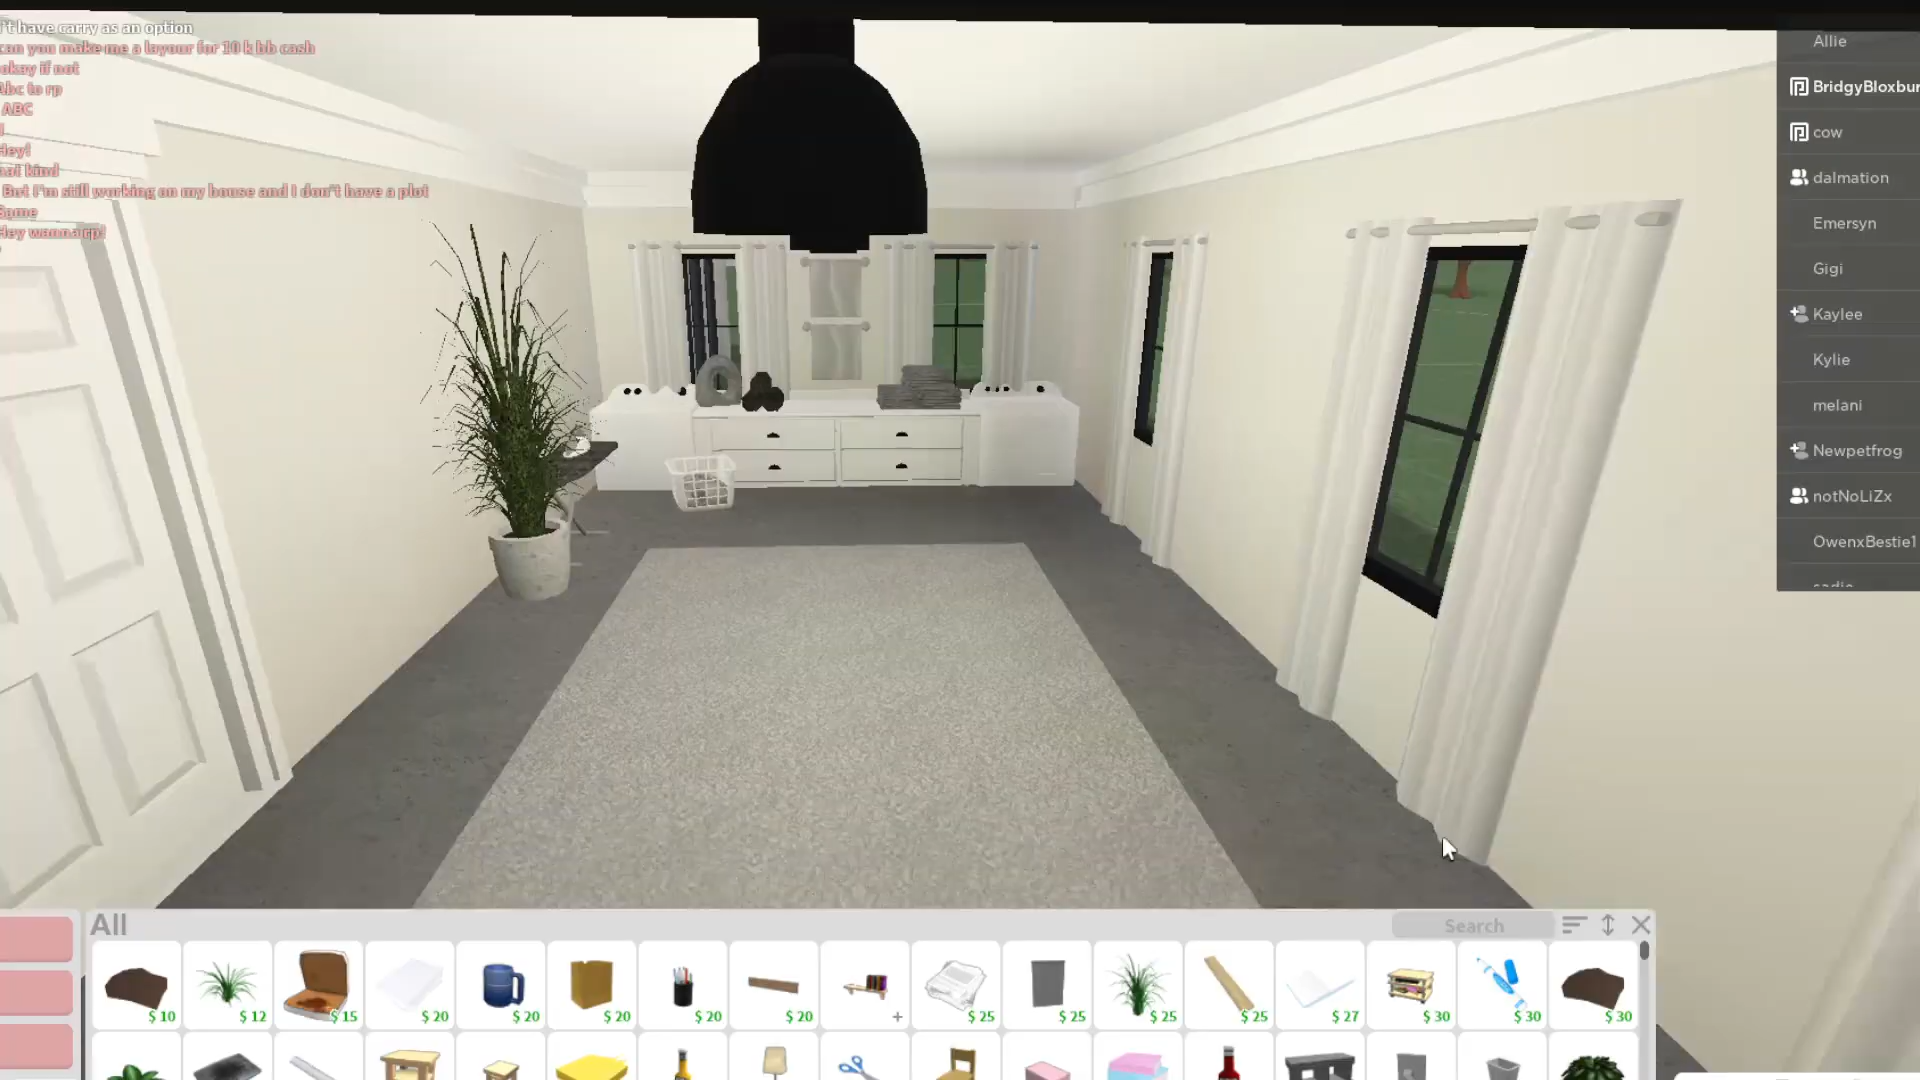 't have carry as an option
can you make me a layour for 10 k bb cash
okay if not
Abc to rp
ABC
Hey!
hat kind
But I'm still working on my house and I don't have a plot
Same
Hey wanna rp!
Allie
BridgyBloxbur
cow
dalmation
Emersyn
Gigi
Kaylee
Kylie
melani
Newpetfrog
notNoLiZx
OwenxBestie1
sadie
All
Search
$ 10
$ 12
$ 15
$ 20
$ 20
$ 20
$ 20
$ 20
+
$ 25
$ 25
$ 25
$ 25
$ 27
$ 30
$ 30
$ 30